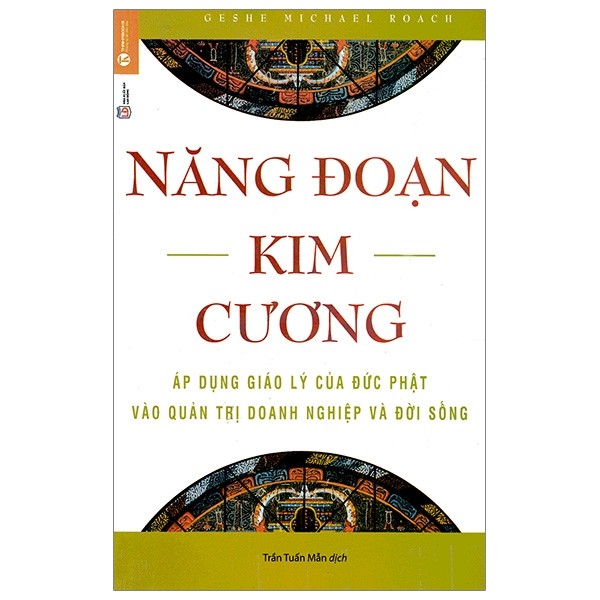 GESHE MICHAEL ROACH
NĂNG ĐOẠN
KIM
CƯƠNG
ÁP DỤNG GIÁO LÝ CỦA ĐỨC PHẬT
VÀO QUẢN TRỊ DOANH NGHIỆP VÀ ĐỜI SỐNG
Trần Tuấn Mẫn dịch